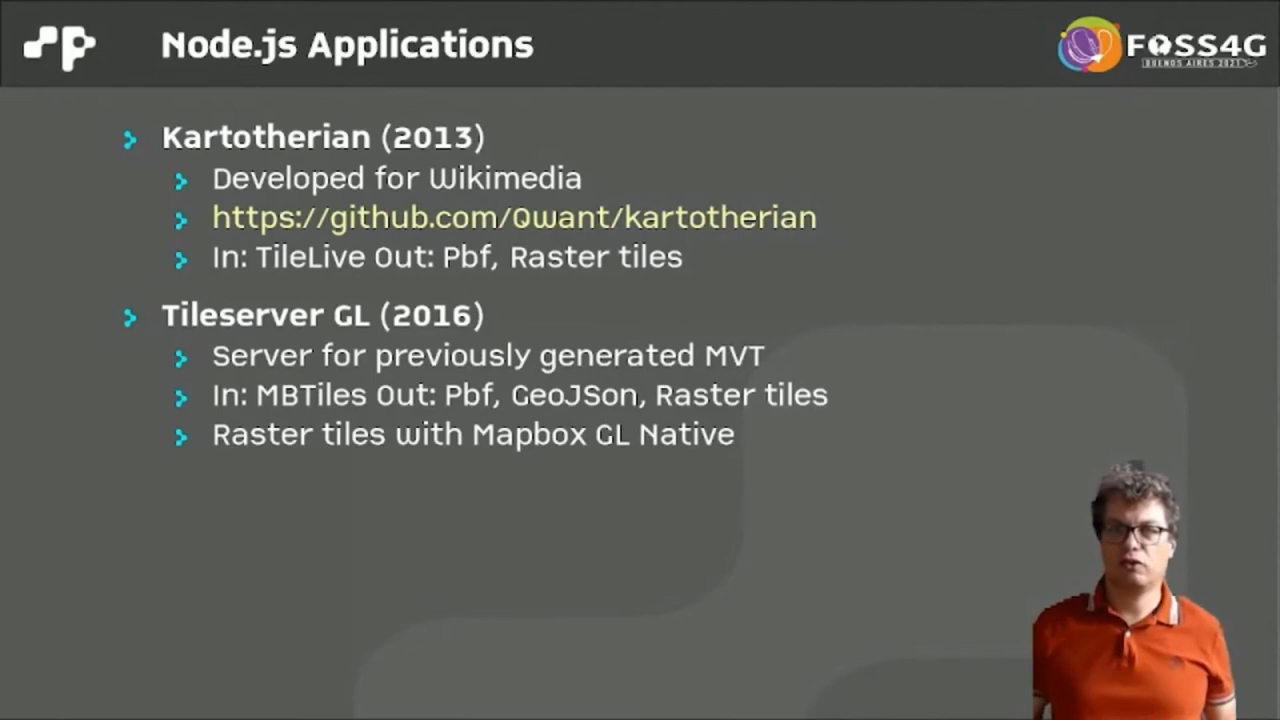 Node.js Applications
FOSS4G
BUENOS AIRES 2021
Kartotherian (2013)
Developed for Wikimedia
https://github.com/Qwant/kartotherian
In: TileLive Out: Pbf, Raster tiles
Tileserver GL (2016)
Server for previously generated MVT
In: MBTiles Out: Pbf, GeoJSon, Raster tiles
Raster tiles with Mapbox GL Native